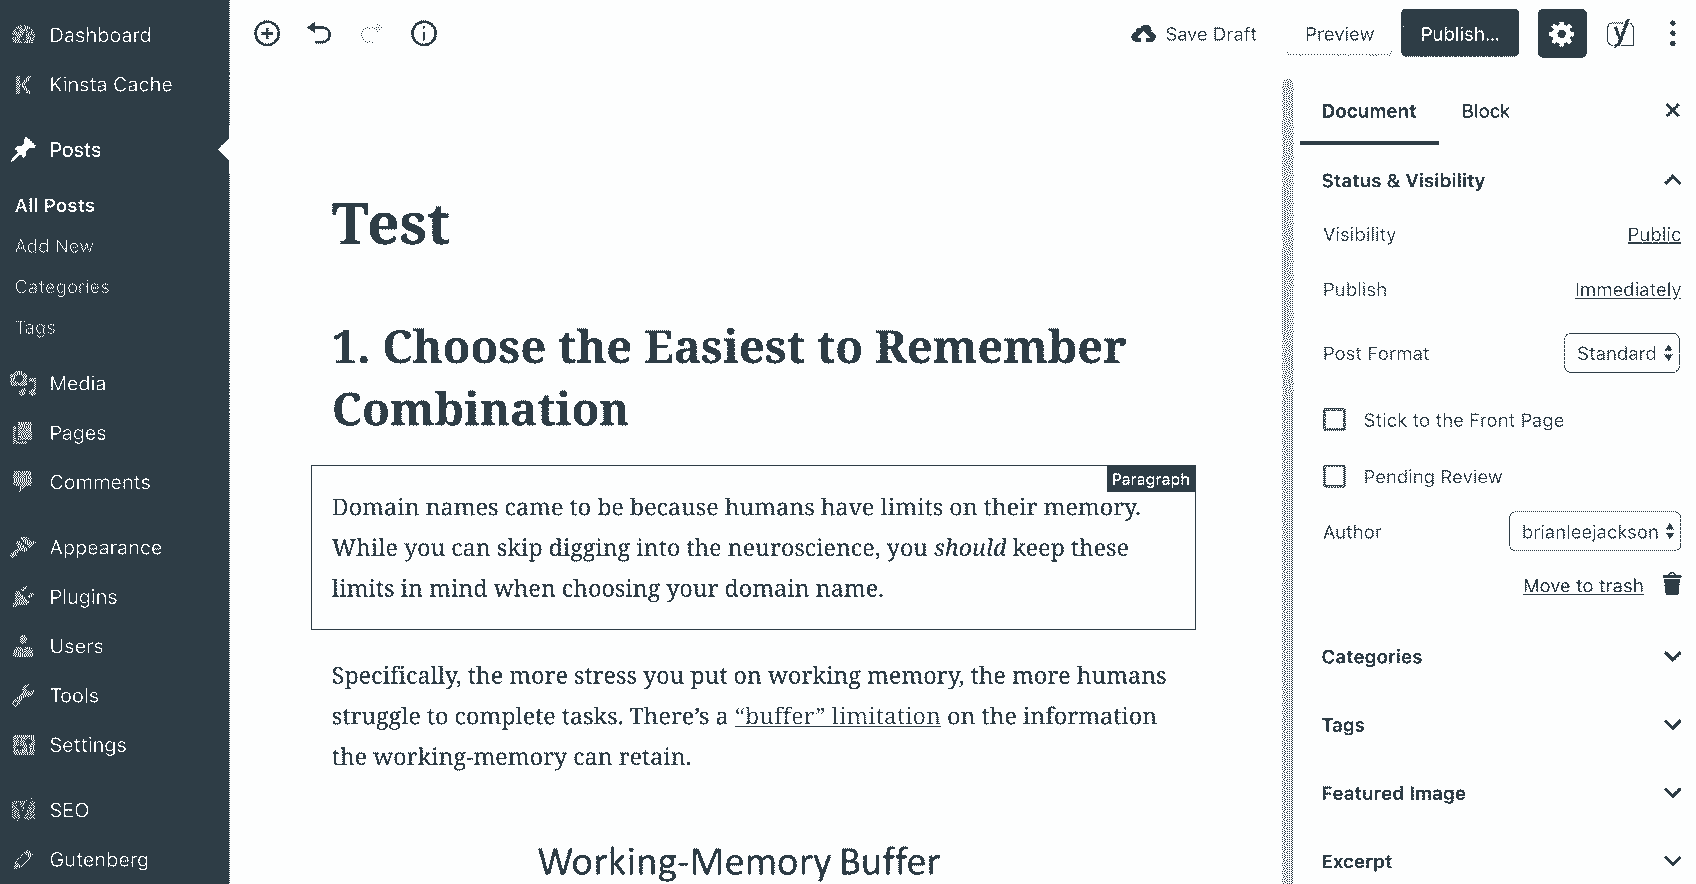 Dashboard
Kinsta Cache
Posts
All Posts
Add New
Categories
Tags
Media
Pages
Comments
Appearance
Plugins
Users
Tools
Settings
SEO
Gutenberg
Save Draft
Preview
Publish...
Test
1. Choose the Easiest to Remember
Combination
Paragraph
Domain names came to be because humans have limits on their memory.
While you can skip digging into the neuroscience, you should keep these
limits in mind when choosing your domain name.
Specifically, the more stress you put on working memory, the more humans
struggle to complete tasks. There’s a “buffer” limitation on the information
the working-memory can retain.
Working-Memory Buffer
Document
Block
Status & Visibility
Visibility
Public
Publish
Immediately
Post Format
Standard
Stick to the Front Page
Pending Review
Author
brianleejackson
Move to trash
Categories
Tags
Featured Image
Excerpt